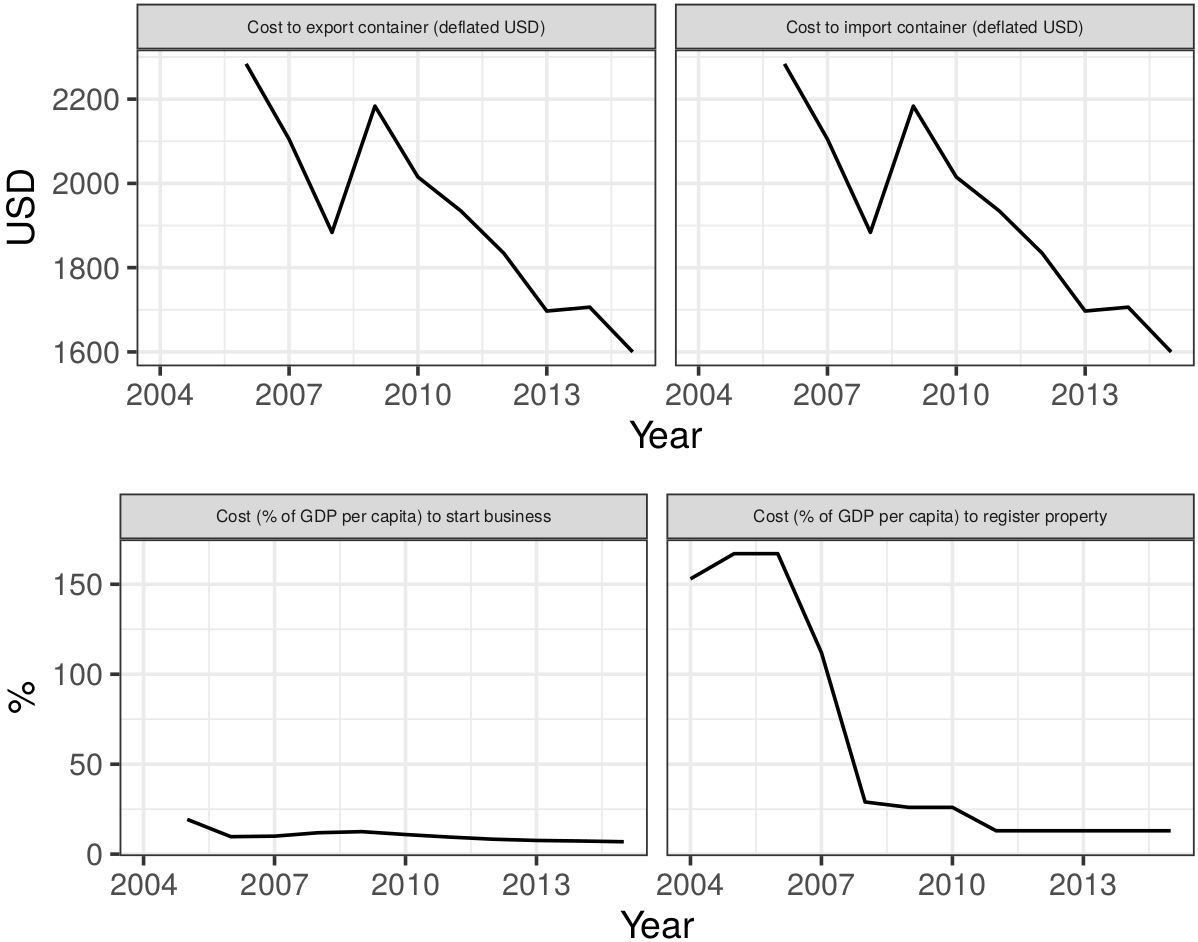 Cost to export container (deflated USD)
Cost to import container (deflated USD)
USD
2200
2000
1800
1600
2004 2007 2010 2013
2004 2007 2010 2013
Year
Cost (% of GDP per capita) to start business
Cost (% of GDP per capita) to register property
%
150
100
50
0
2004 2007 2010 2013
2004 2007 2010 2013
Year